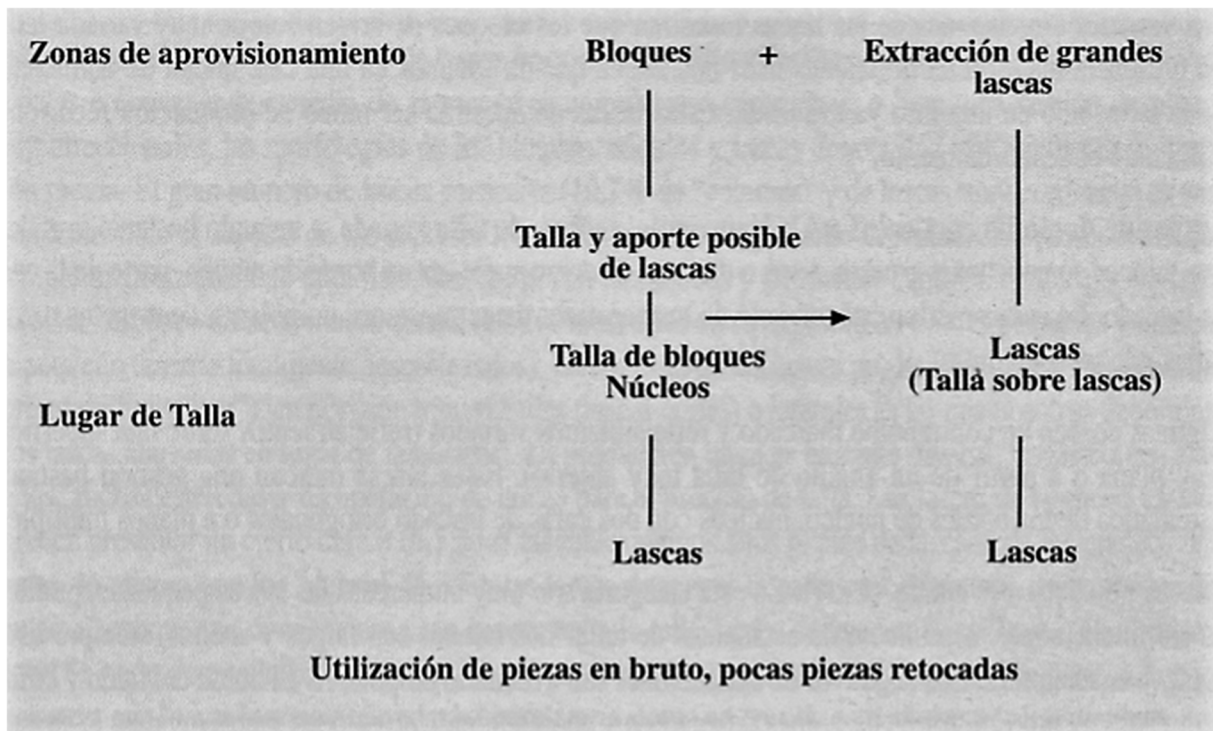 Zonas de aprovisionamiento
Bloques + Extracción de grandes
lascas
Talla y aporte posible
de lascas
Talla de bloques
Núcleos
Lascas
(Talla sobre lascas)
Lugar de Talla
Lascas
Lascas
Utilización de piezas en bruto, pocas piezas retocadas